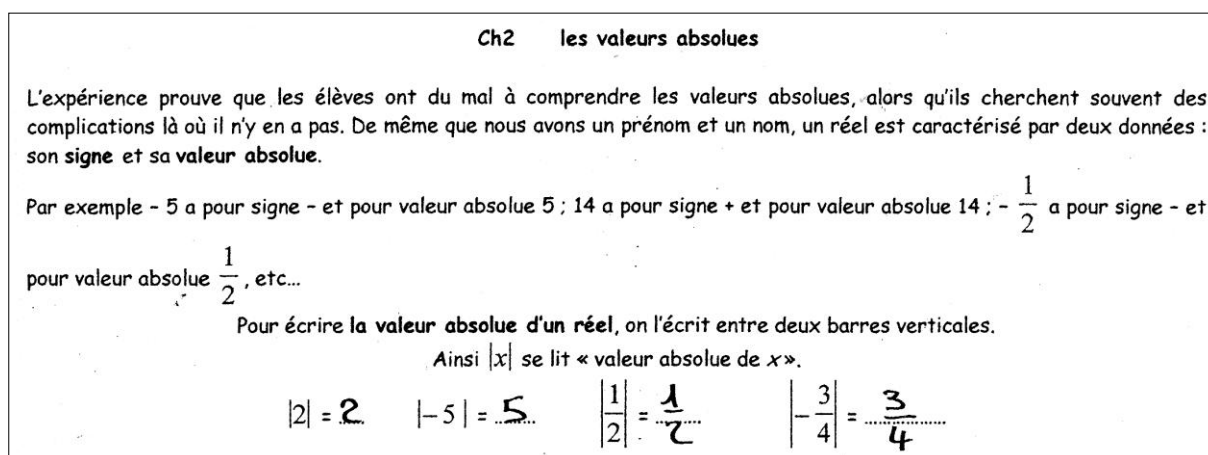 Ch2 les valeurs absolues
L'expérience prouve que les élèves ont du mal à comprendre les valeurs absolues, alors qu'ils cherchent souvent des
complications là où il n'y en a pas. De même que nous avons un prénom et un nom, un réel est caractérisé par deux données :
son signe et sa valeur absolue.
Par exemple - 5 a pour signe - et pour valeur absolue 5 ; 14 a pour signe + et pour valeur absolue 14 ; - 1/2 a pour signe - et
pour valeur absolue 1/2 , etc...
Pour écrire la valeur absolue d'un réel, on l'écrit entre deux barres verticales.
Ainsi |x| se lit « valeur absolue de x».
|2| = 2 |-5| = 5 |1/2| = 1/2 |-3/4| = 3/4